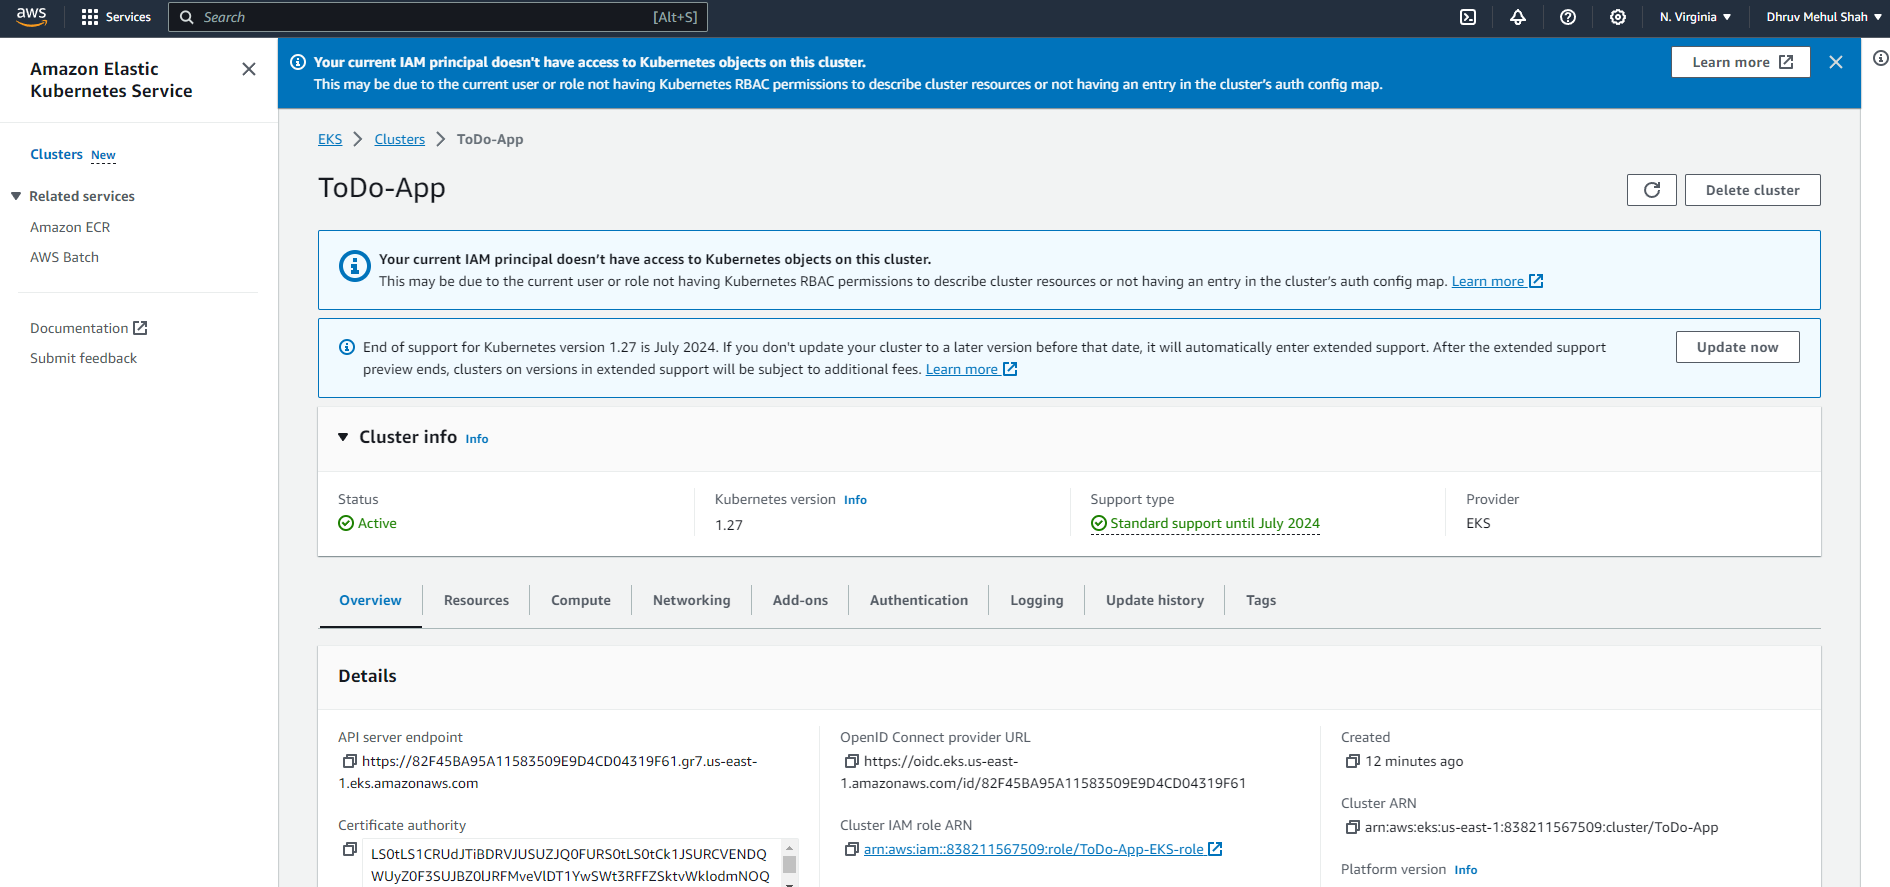 aws
Services
Search
[Alt+S]
N. Virginia
Dhruv Mehul Shah
Amazon Elastic
Kubernetes Service
Clusters New
Related services
Amazon ECR
AWS Batch
Documentation
Submit feedback
Your current IAM principal doesn't have access to Kubernetes objects on this cluster.
This may be due to the current user or role not having Kubernetes RBAC permissions to describe cluster resources or not having an entry in the cluster's auth config map.
Learn more
EKS
Clusters
ToDo-App
ToDo-App
Delete cluster
Your current IAM principal doesn't have access to Kubernetes objects on this cluster.
This may be due to the current user or role not having Kubernetes RBAC permissions to describe cluster resources or not having an entry in the cluster's auth config map. Learn more
End of support for Kubernetes version 1.27 is July 2024. If you don't update your cluster to a later version before that date, it will automatically enter extended support. After the extended support
preview ends, clusters on versions in extended support will be subject to additional fees. Learn more
Update now
Cluster info Info
Status
Active
Kubernetes version Info
1.27
Support type
Standard support until July 2024
Provider
EKS
Overview
Resources
Compute
Networking
Add-ons
Authentication
Logging
Update history
Tags
Details
API server endpoint
https://82F45BA95A11583509E9D4CD04319F61.gr7.us-east-
1.eks.amazonaws.com
Certificate authority
LS0tLS1CRUdJTiBDRVJUSUZJQ0FURS0tLS0tCk1JSURCVENDQ
WUyZ0F3SUJBZ0lJRFMveVlDT1YwSWt3RFFZSktvWklodmNOQ
OpenID Connect provider URL
https://oidc.eks.us-east-
1.amazonaws.com/id/82F45BA95A11583509E9D4CD04319F61
Cluster IAM role ARN
arn:aws:iam::838211567509:role/ToDo-App-EKS-role
Created
12 minutes ago
Cluster ARN
arn:aws:eks:us-east-1:838211567509:cluster/ToDo-App
Platform version Info